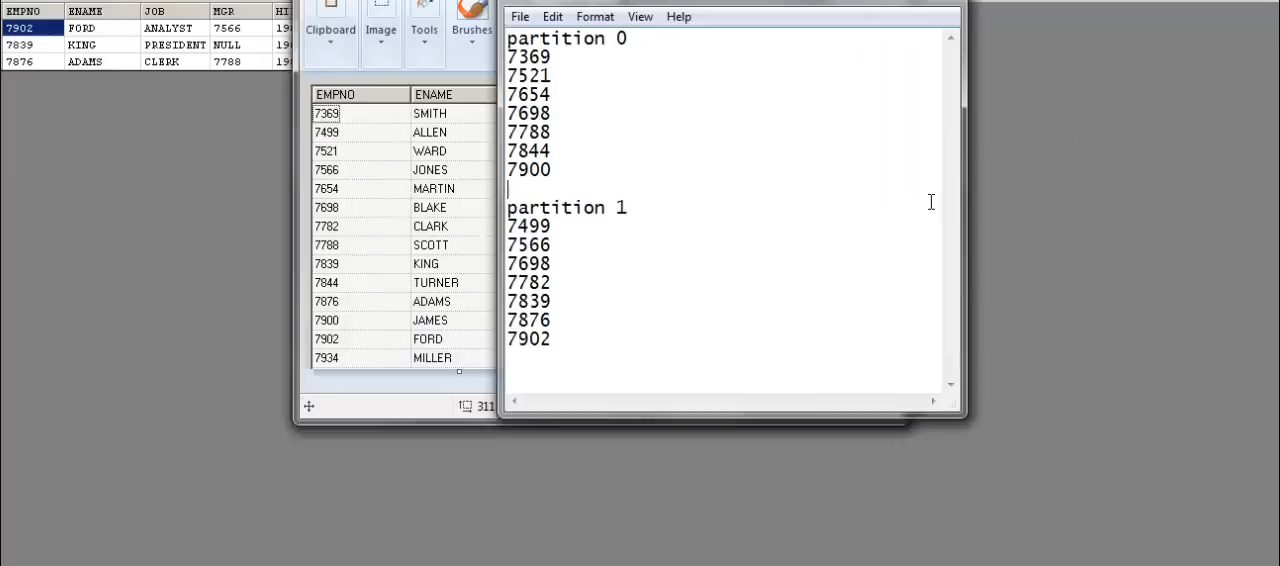 EMPNO ENAME JOB MGR
7902 FORD ANALYST 7566
7839 KING PRESIDENT NULL
7876 ADAMS CLERK 7788
Clipboard Image Tools Brushes
EMPNO ENAME
7369 SMITH
7499 ALLEN
7521 WARD
7566 JONES
7654 MARTIN
7698 BLAKE
7782 CLARK
7788 SCOTT
7839 KING
7844 TURNER
7876 ADAMS
7900 JAMES
7902 FORD
7934 MILLER
311
File Edit Format View Help
partition 0
7369
7521
7654
7698
7788
7844
7900
partition 1
7499
7566
7698
7782
7839
7876
7902